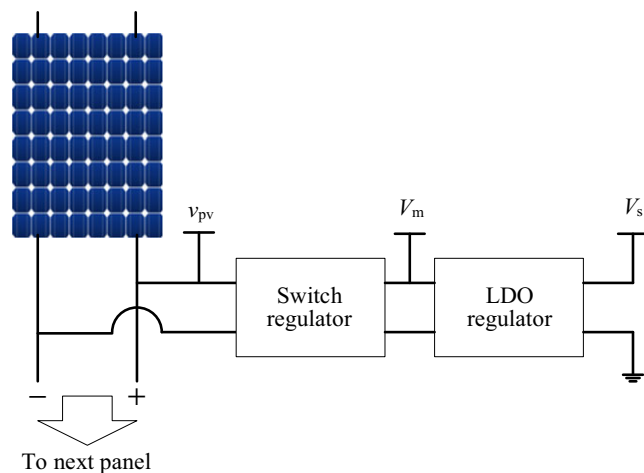 v_pv
V_m
V_s
Switch
regulator
LDO
regulator
− +
To next panel